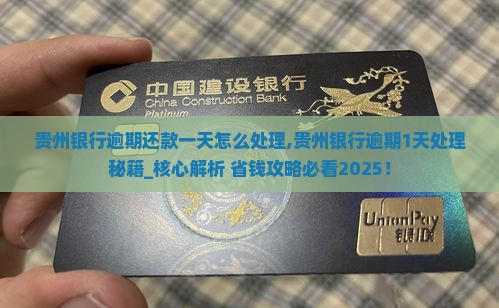 中国建设银行
China Construction Bank
Platinum
贵州银行逾期还款一天怎么处理,贵州银行逾期1天处理
秘籍_核心解析 省钱攻略必看2025！
UnionPay
银联